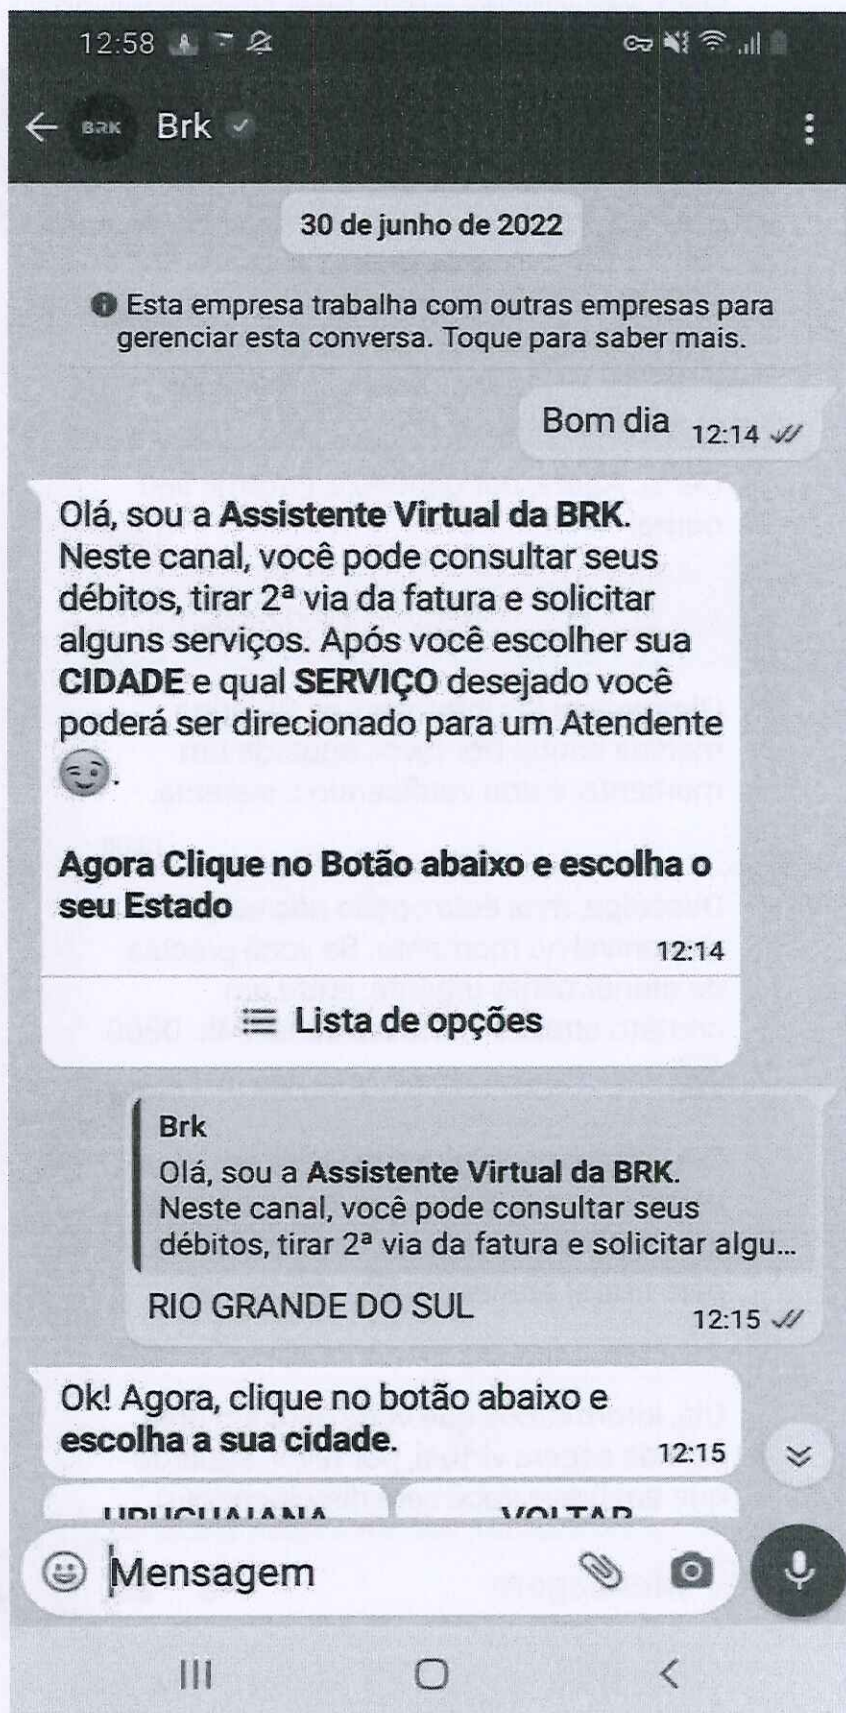 12:58
BRK Brk
30 de junho de 2022
Esta empresa trabalha com outras empresas para
gerenciar esta conversa. Toque para saber mais.
Bom dia 12:14
Olá, sou a Assistente Virtual da BRK.
Neste canal, você pode consultar seus
débitos, tirar 2ª via da fatura e solicitar
alguns serviços. Após você escolher sua
CIDADE e qual SERVIÇO desejado você
poderá ser direcionado para um Atendente
😏.
Agora Clique no Botão abaixo e escolha o
seu Estado
12:14
Lista de opções
Brk
Olá, sou a Assistente Virtual da BRK.
Neste canal, você pode consultar seus
débitos, tirar 2ª via da fatura e solicitar algu...
RIO GRANDE DO SUL 12:15
Ok! Agora, clique no botão abaixo e
escolha a sua cidade. 12:15
URUGUAIANA VOLTAR
Mensagem